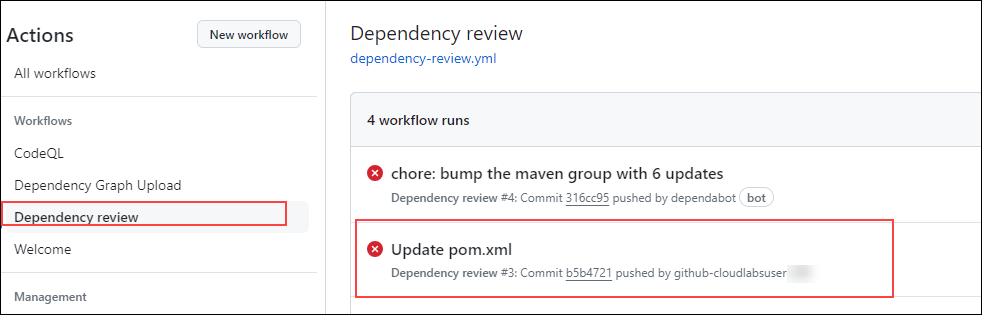 Actions
New workflow
All workflows
Workflows
CodeQL
Dependency Graph Upload
Dependency review
Welcome
Management
Dependency review
dependency-review.yml
4 workflow runs
chore: bump the maven group with 6 updates
Dependency review #4: Commit 316cc95 pushed by dependabot bot
Update pom.xml
Dependency review #3: Commit b5b4721 pushed by github-cloudlabsuser